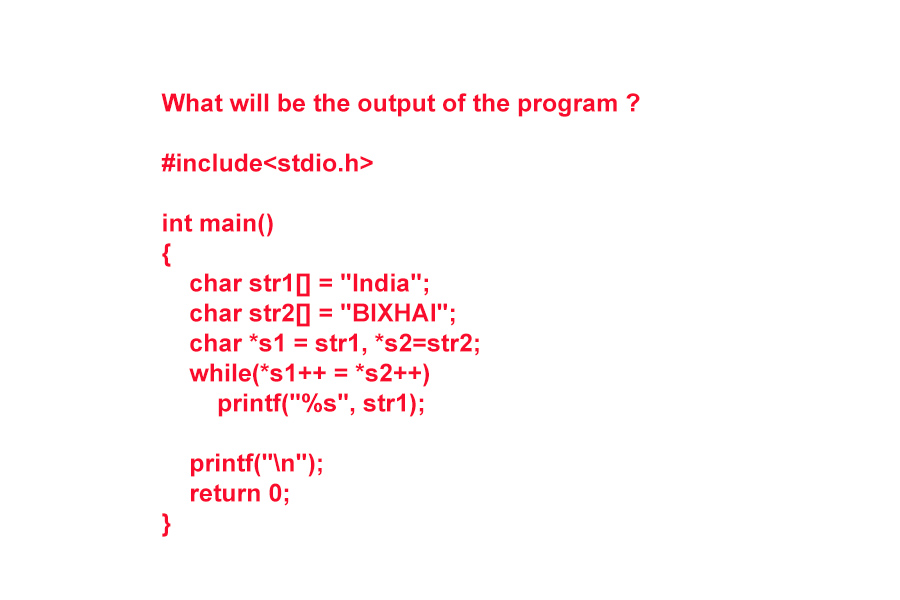 What will be the output of the program ?
#include<stdio.h>
int main()
{
char str1[] = "India";
char str2[] = "BIXHAI";
char *s1 = str1, *s2=str2;
while(*s1++ = *s2++)
printf("%s", str1);
printf("\n");
return 0;
}